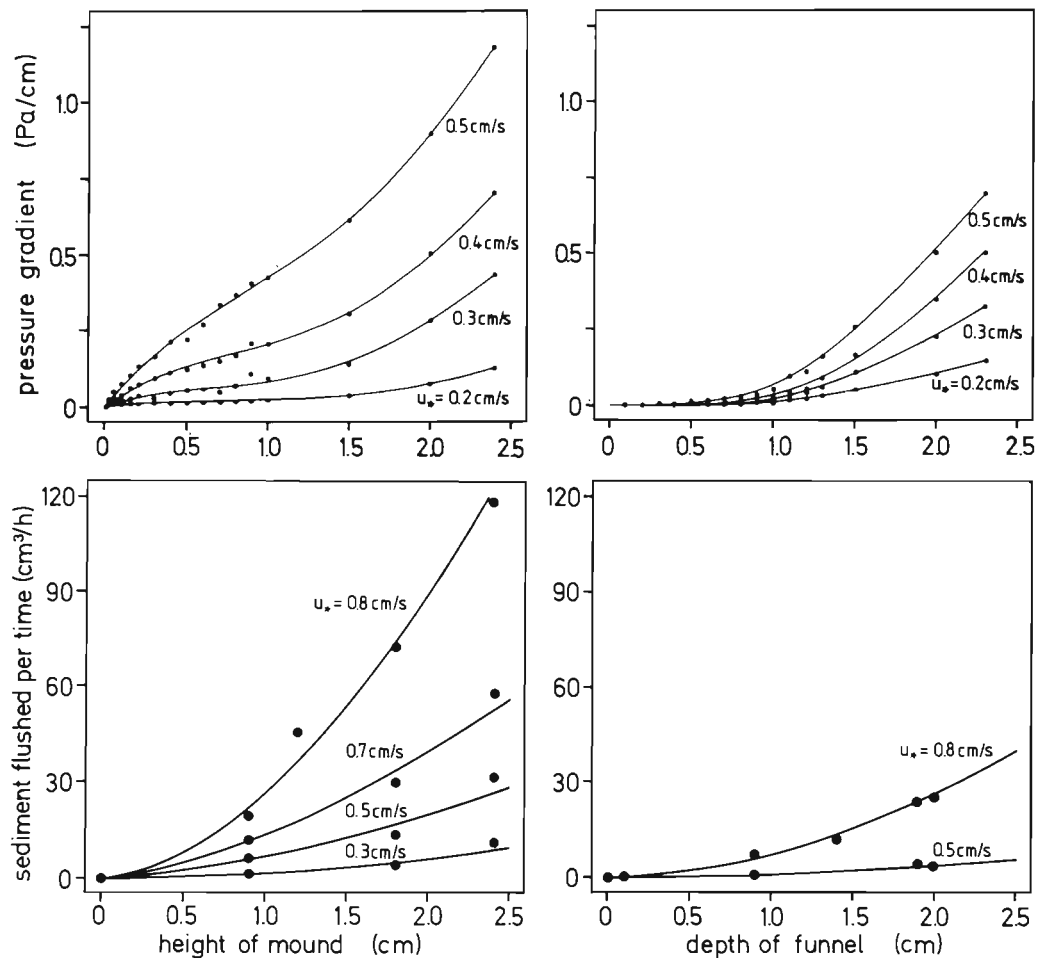 pressure gradient (Pa/cm)
1.0
0.5
0
0.5cm/s
0.4cm/s
0.3cm/s
u* = 0.2cm/s
0 0.5 1.0 1.5 2.0 2.5
1.0
0.5
0
0.5cm/s
0.4cm/s
0.3cm/s
u* = 0.2cm/s
0 0.5 1.0 1.5 2.0 2.5
sediment flushed per time (cm³/h)
120
90
60
30
0
u* = 0.8cm/s
0.7cm/s
0.5cm/s
0.3cm/s
0 0.5 1.0 1.5 2.0 2.5
height of mound (cm)
120
90
60
30
0
u* = 0.8cm/s
0.5cm/s
0 0.5 1.0 1.5 2.0 2.5
depth of funnel (cm)